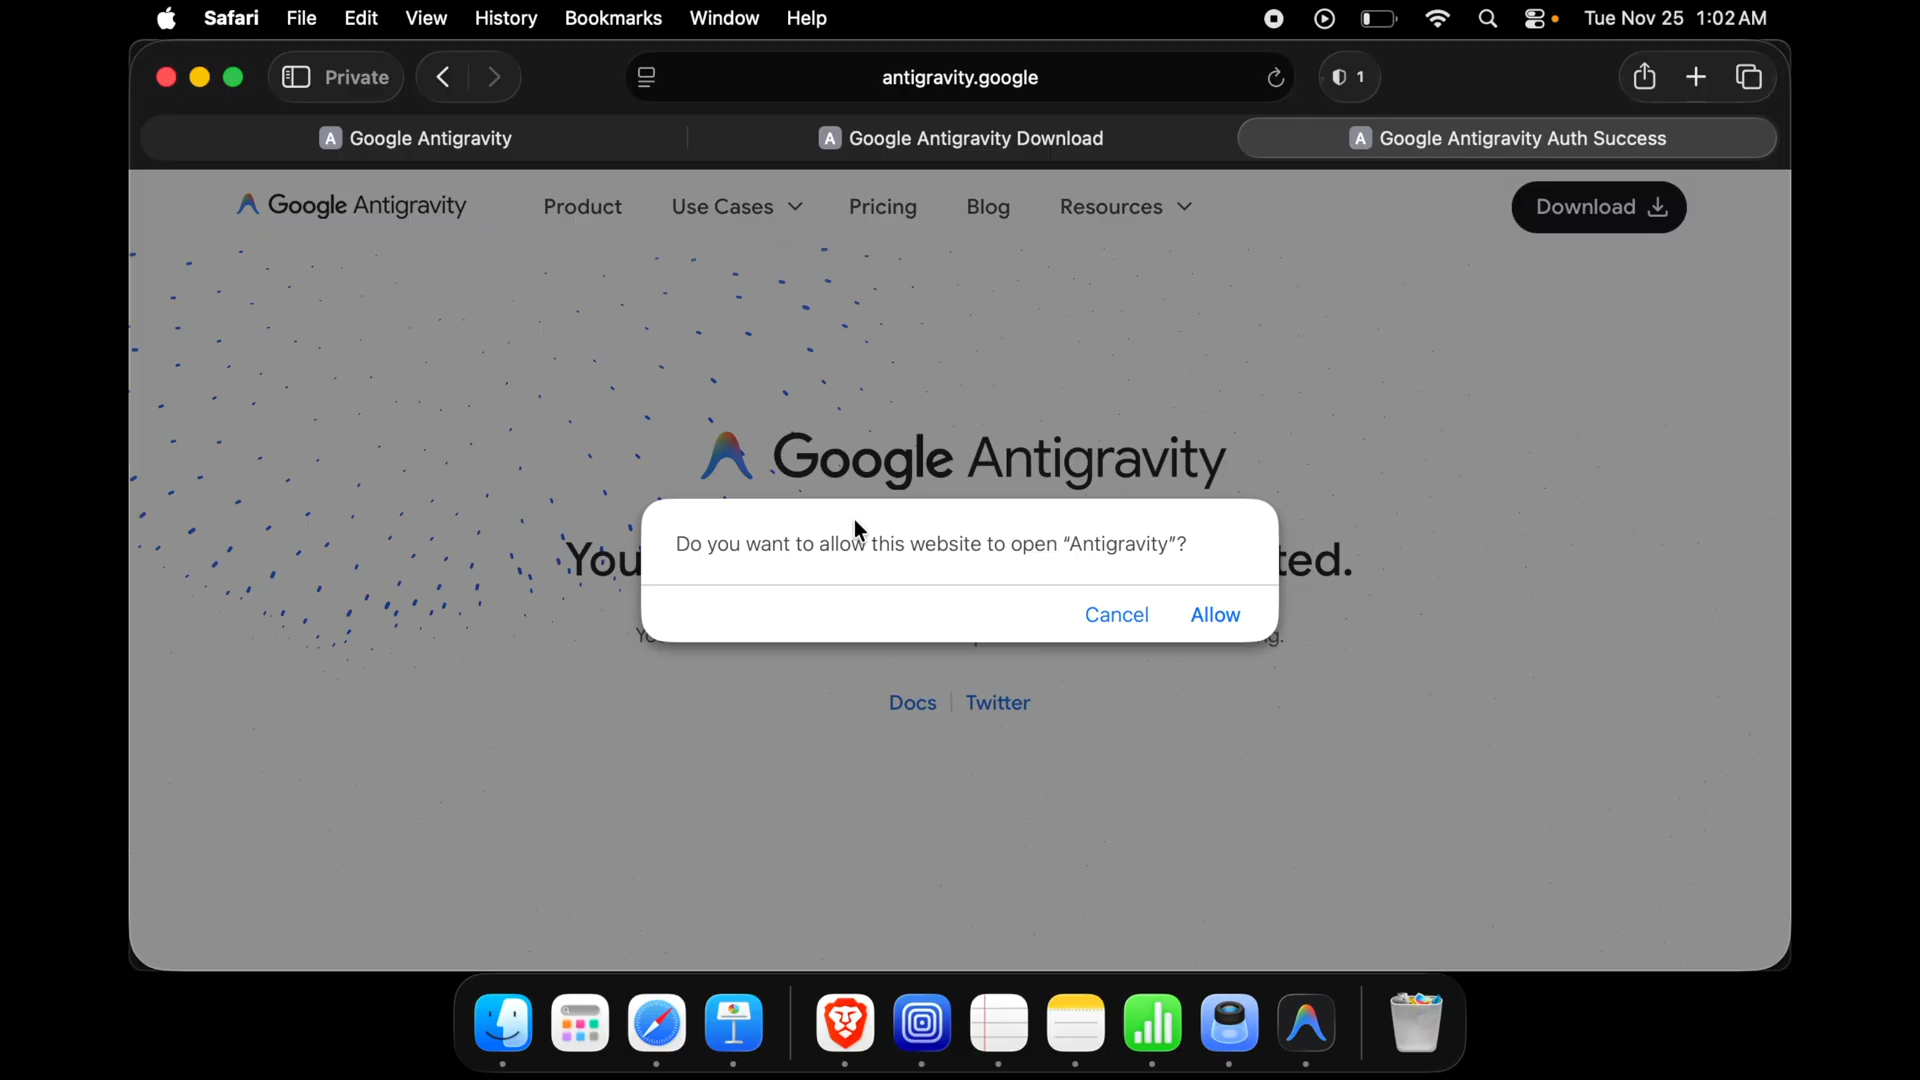 Safari File Edit View History Bookmarks Window Help Tue Nov 25 1:02 AM
Private antigravity.google 1
A Google Antigravity A Google Antigravity Download A Google Antigravity Auth Success
Google Antigravity Product Use Cases Pricing Blog Resources Download
Google Antigravity
Do you want to allow this website to open “Antigravity”?
Cancel Allow
Docs Twitter